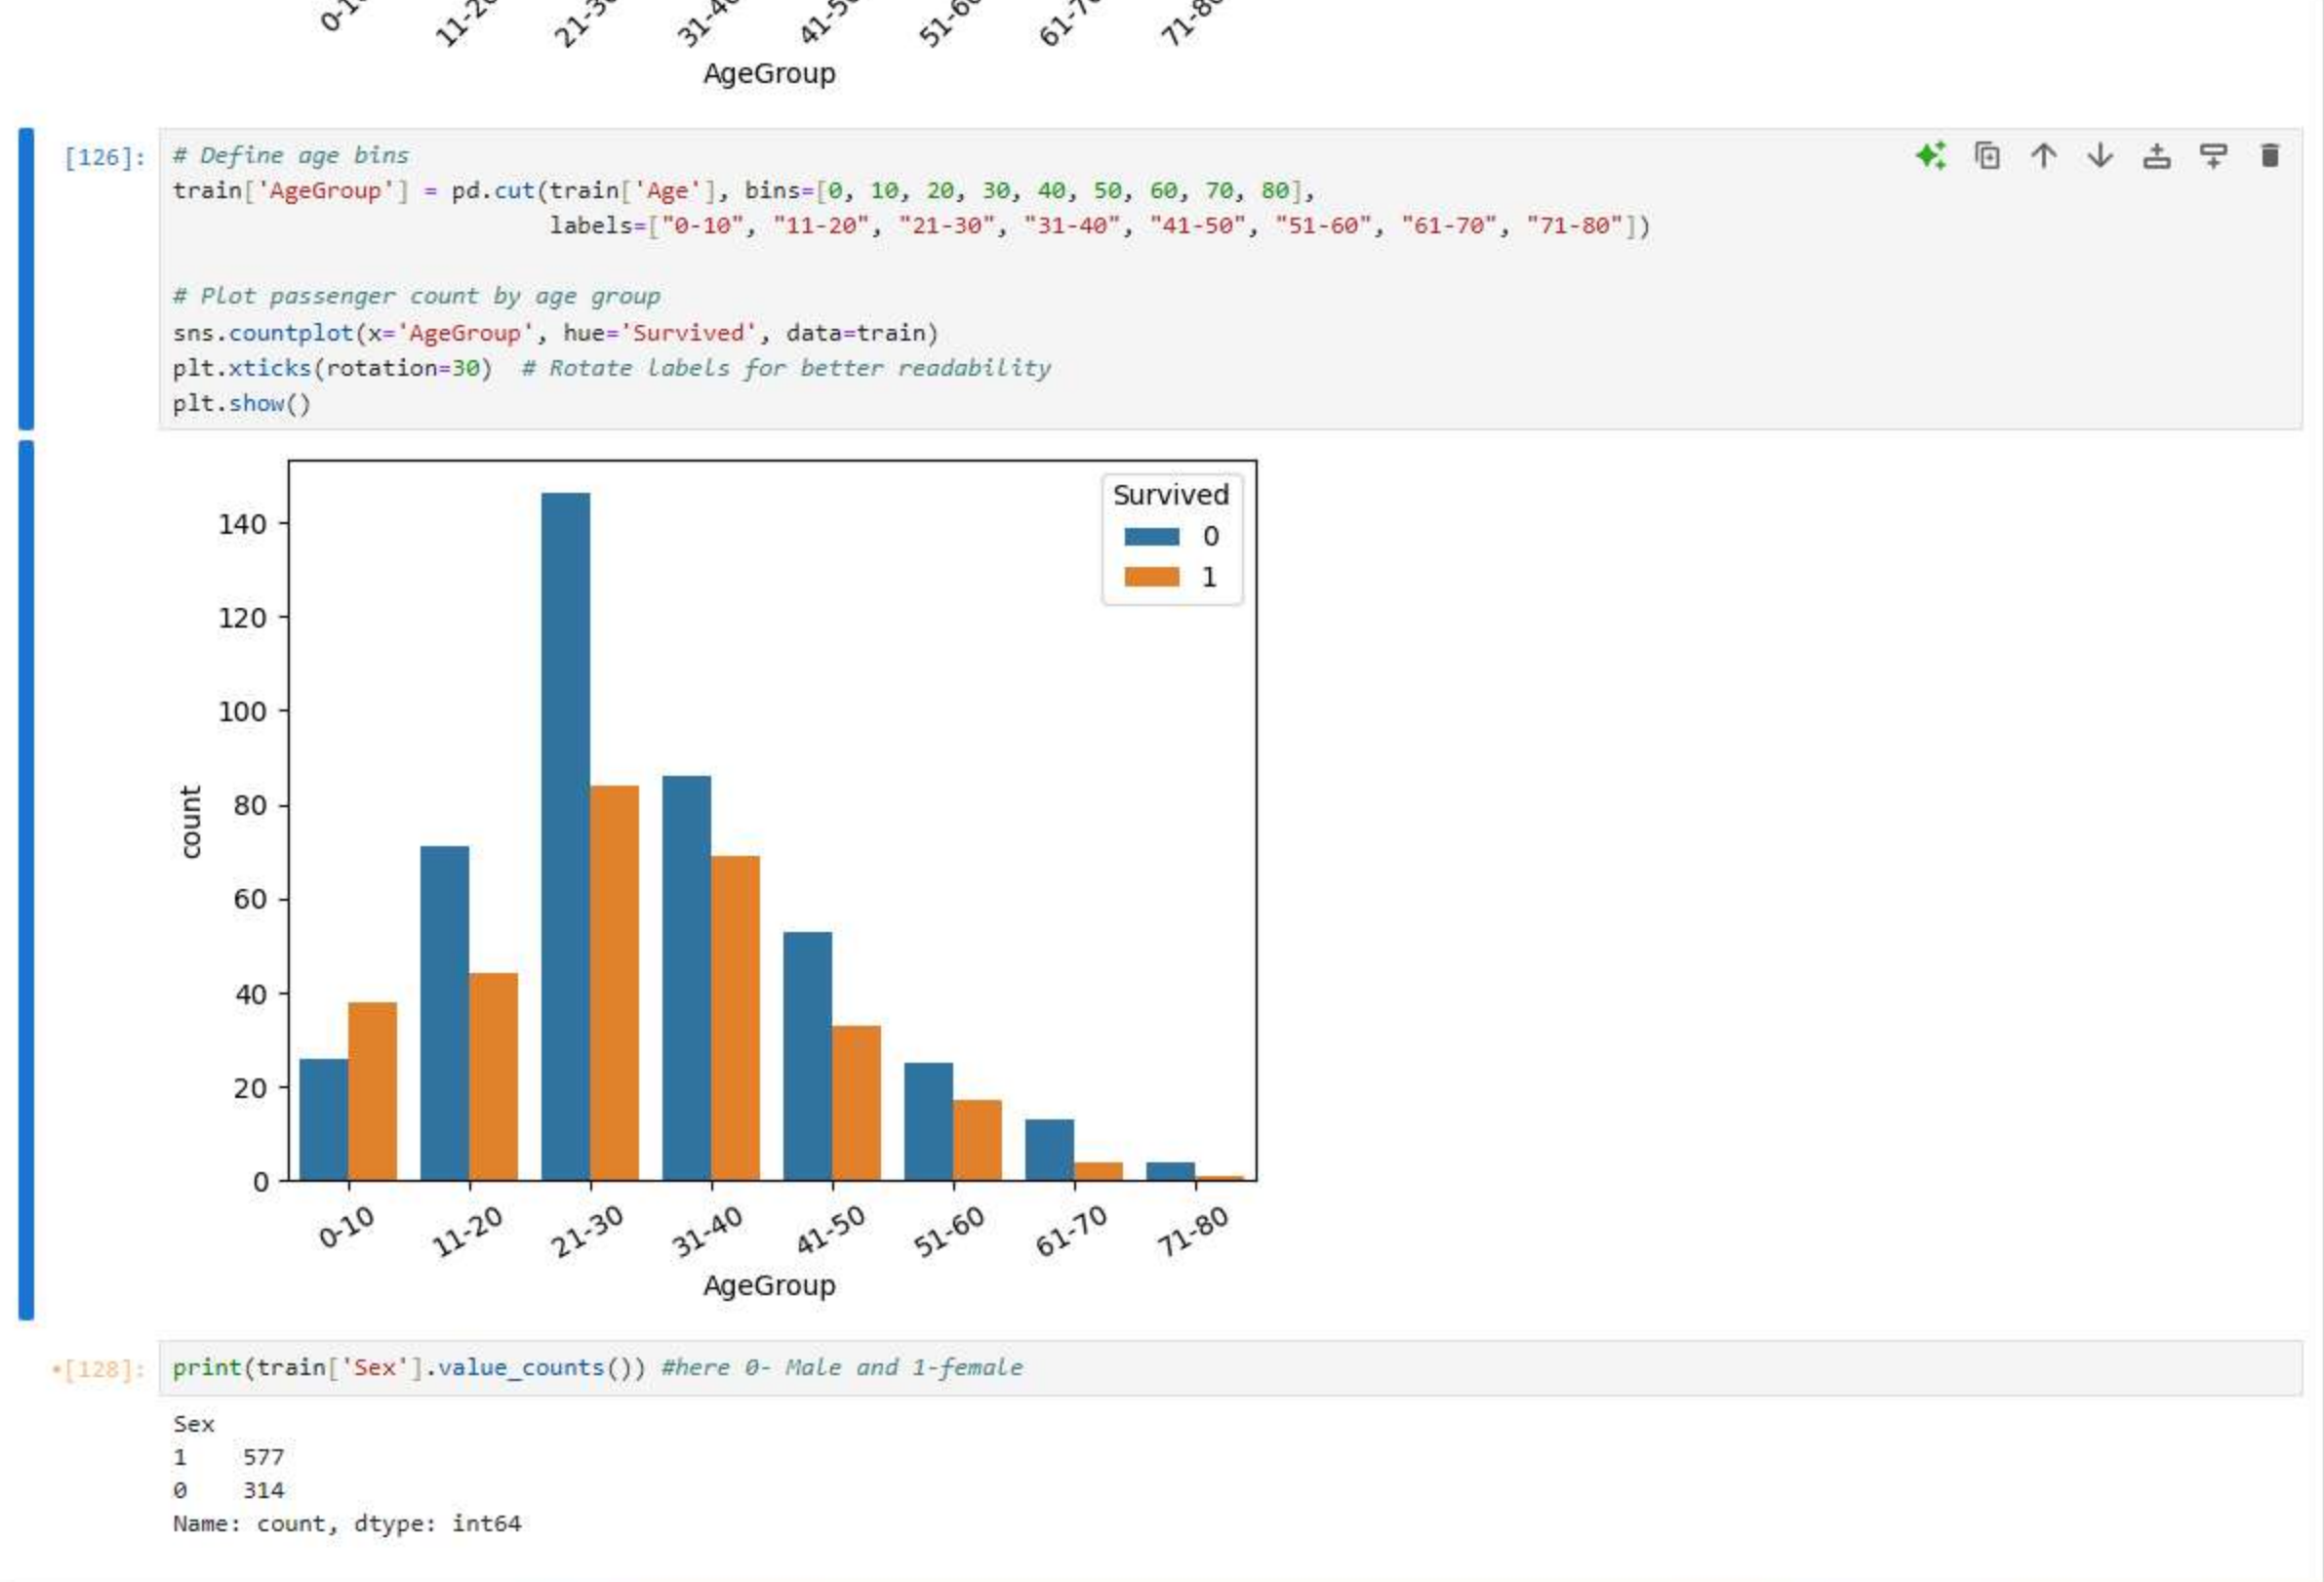 AgeGroup
[126]:
# Define age bins
train['AgeGroup'] = pd.cut(train['Age'], bins=[0, 10, 20, 30, 40, 50, 60, 70, 80],
labels=["0-10", "11-20", "21-30", "31-40", "41-50", "51-60", "61-70", "71-80"])
# Plot passenger count by age group
sns.countplot(x='AgeGroup', hue='Survived', data=train)
plt.xticks(rotation=30)  # Rotate labels for better readability
plt.show()
Survived
0
1
140
120
100
80
60
40
20
0
count
0-10 11-20 21-30 31-40 41-50 51-60 61-70 71-80
AgeGroup
•[128]:
print(train['Sex'].value_counts()) #here 0- Male and 1-female
Sex
1    577
0    314
Name: count, dtype: int64